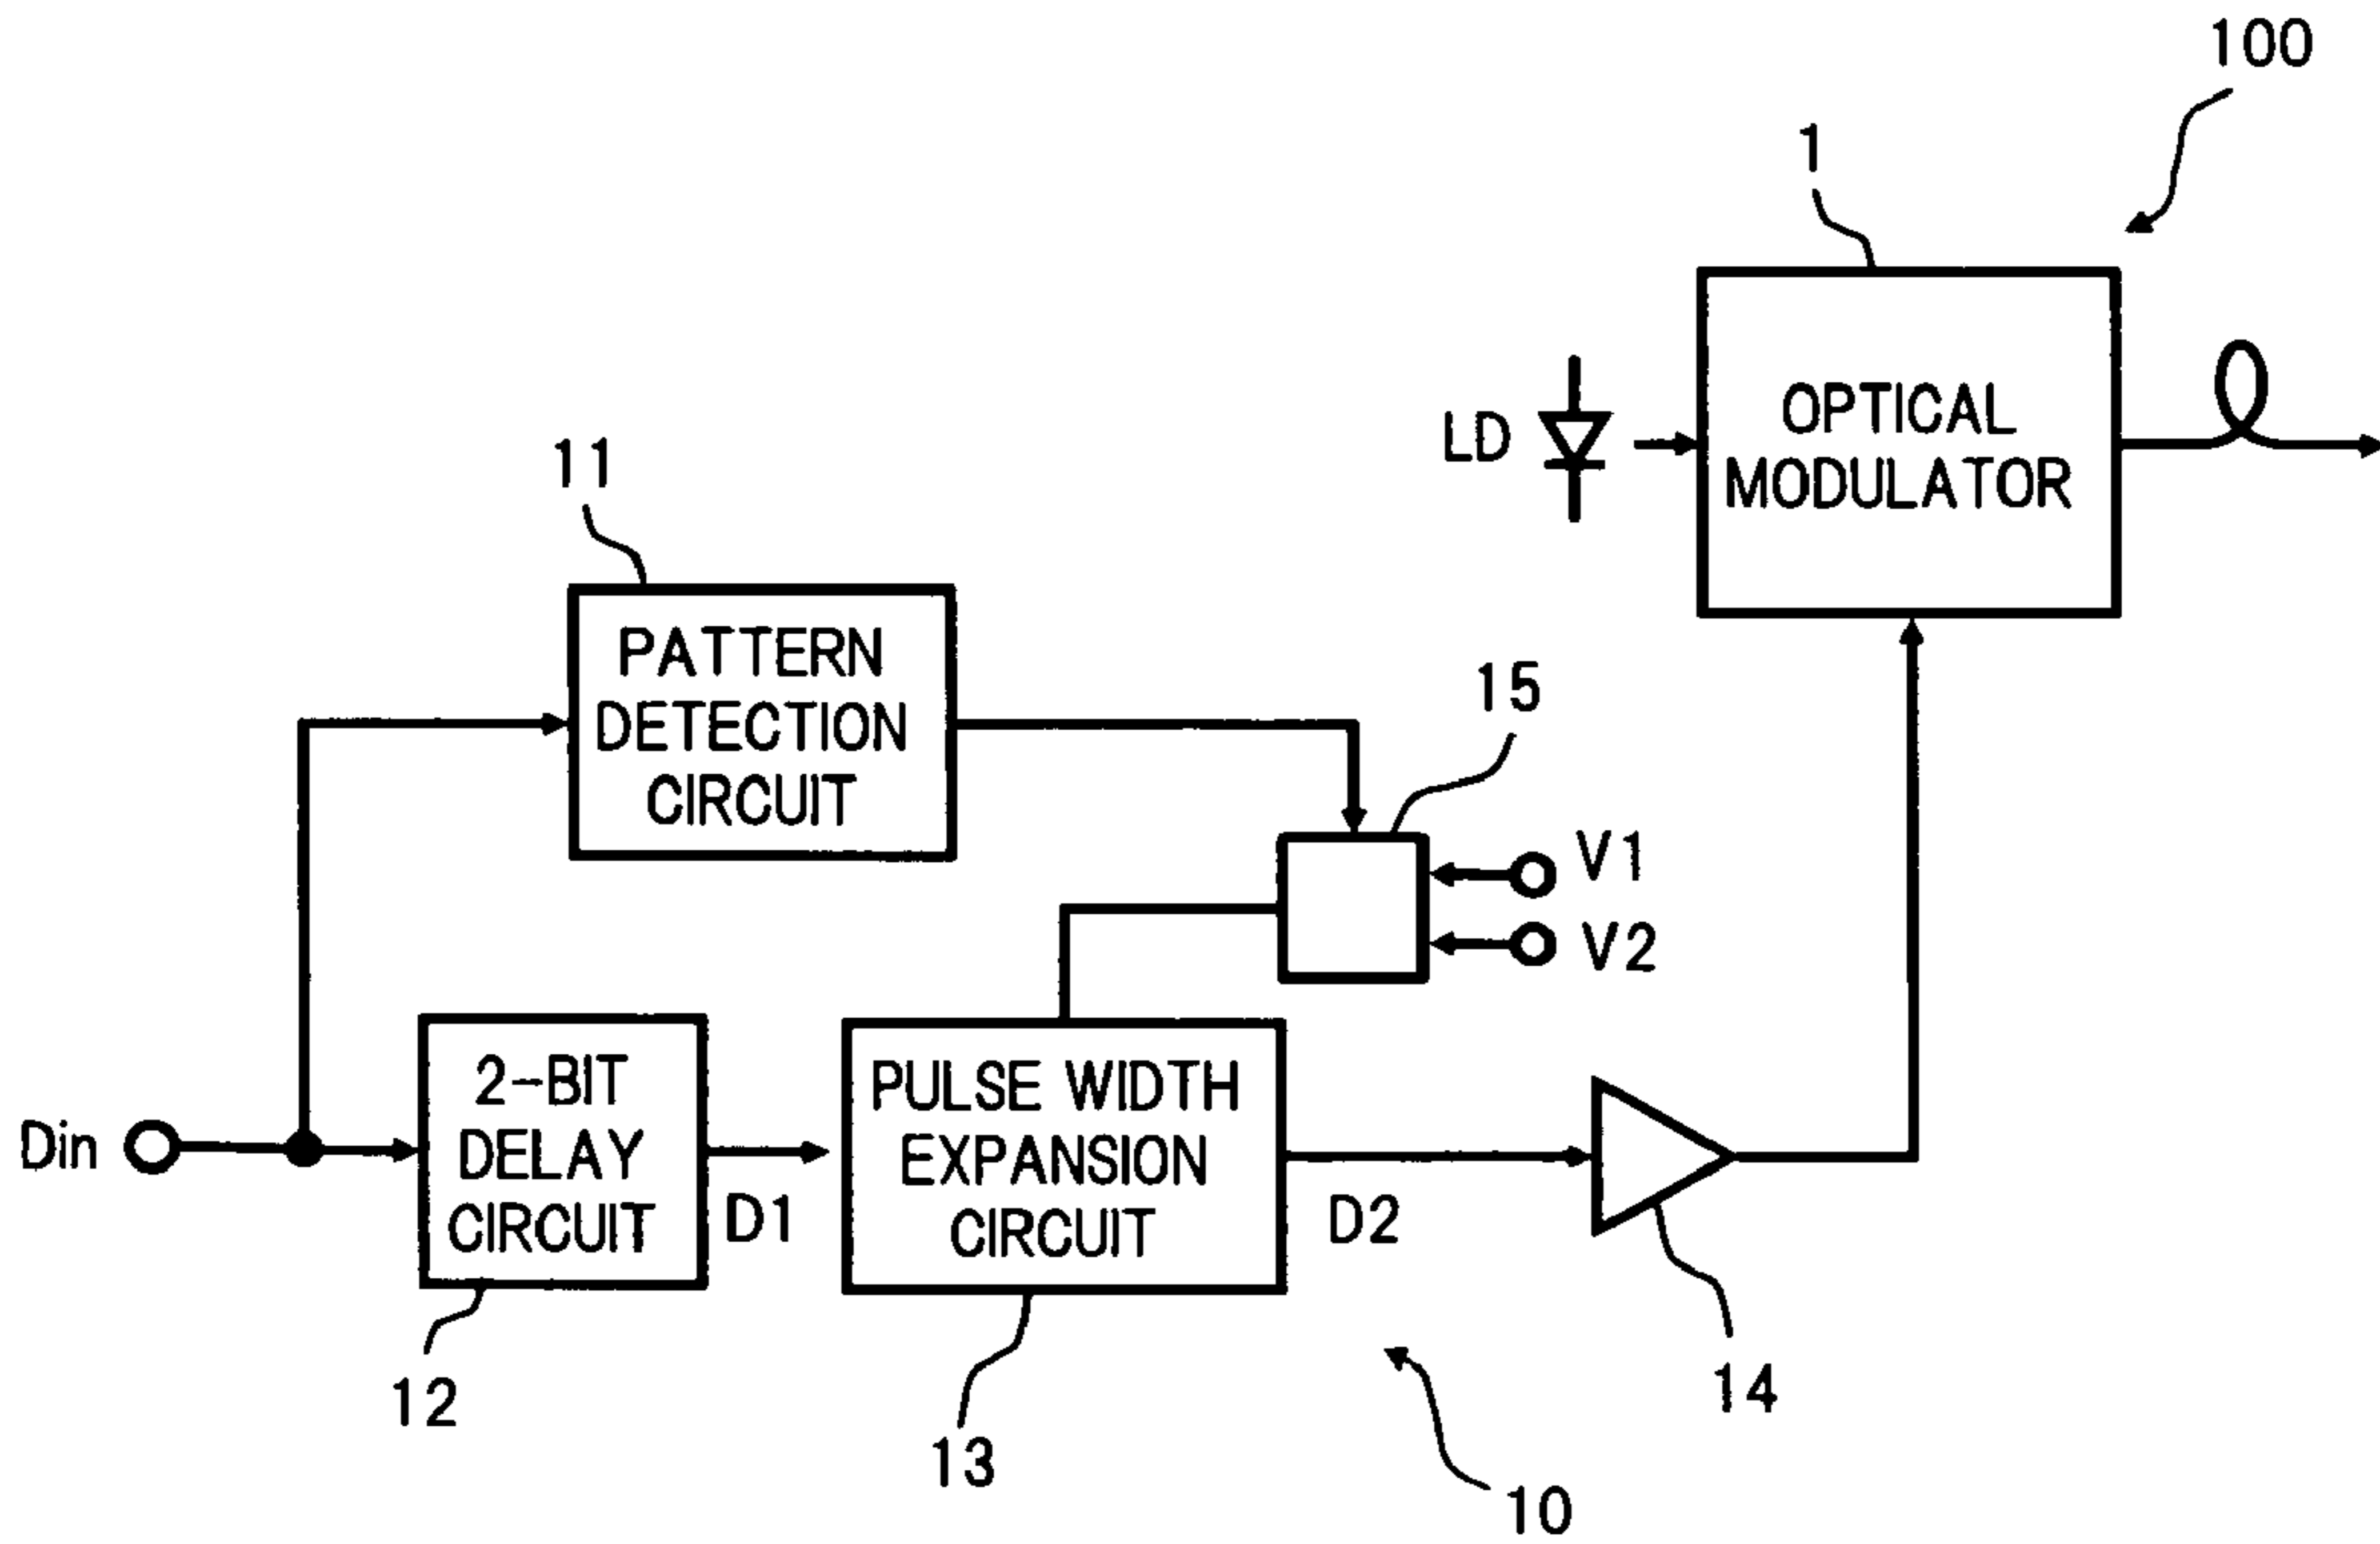 100
1
OPTICAL
MODULATOR
LD
11
PATTERN
DETECTION
CIRCUIT
15
V1
V2
Din
2-BIT
DELAY
CIRCUIT
D1
PULSE WIDTH
EXPANSION
CIRCUIT
D2
12
13
14
10